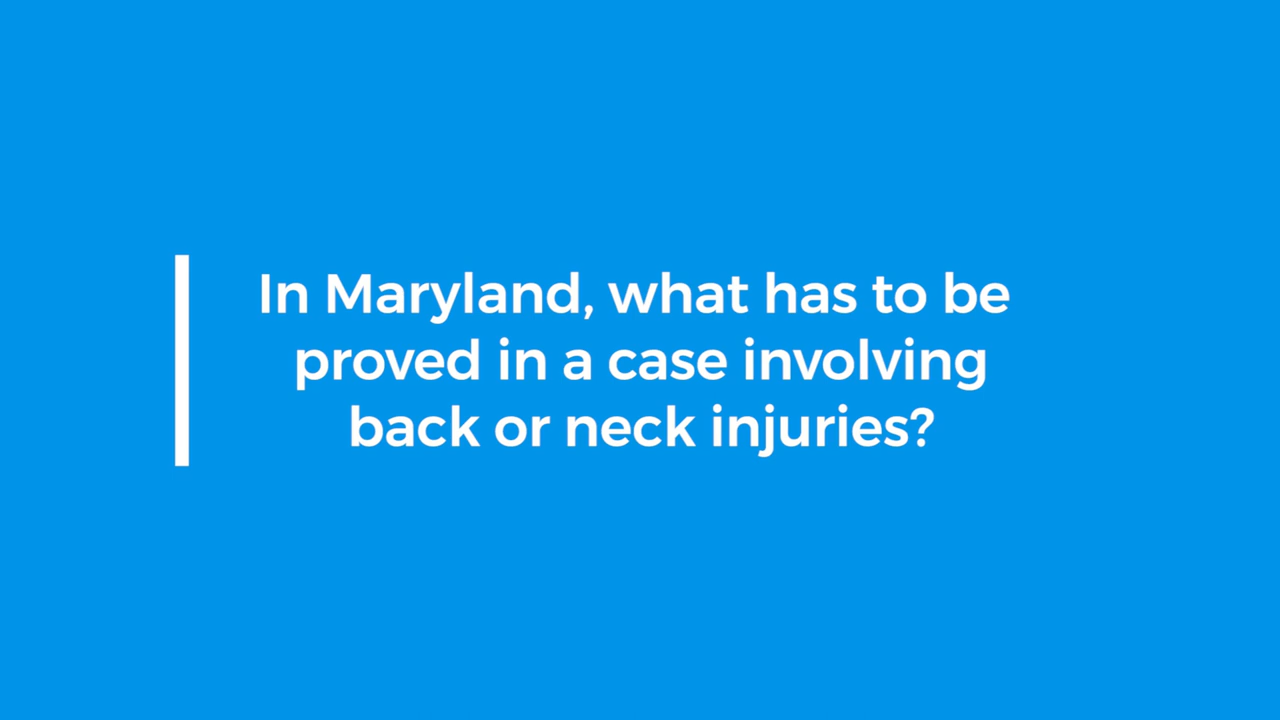 In Maryland, what has to be
proved in a case involving
back or neck injuries?